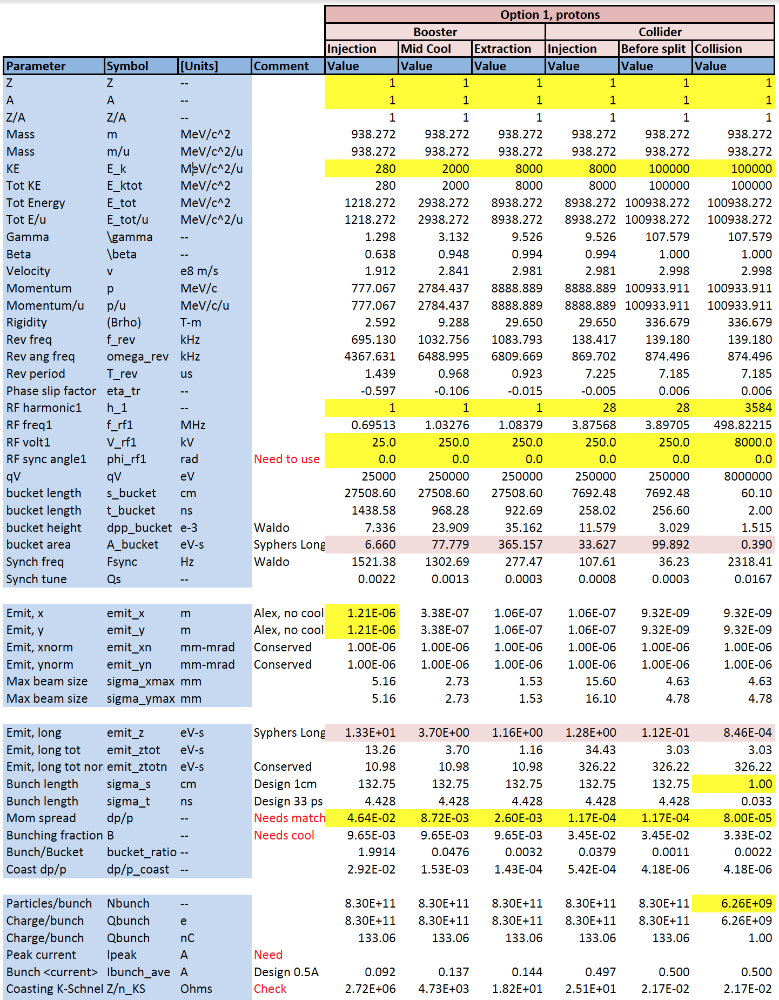 Option 1, protons
Booster Collider
Injection Mid Cool Extraction Injection Before split Collision
Parameter Symbol [Units] Comment Value Value Value Value Value Value
Z Z -- 1 1 1 1 1 1
A A -- 1 1 1 1 1 1
Z/A Z/A -- 1 1 1 1 1 1
Mass m MeV/c^2 938.272 938.272 938.272 938.272 938.272 938.272
Mass m/u MeV/c^2/u 938.272 938.272 938.272 938.272 938.272 938.272
KE E_k MeV/c^2/u 280 2000 8000 8000 100000 100000
Tot KE E_ktot MeV/c^2 280 2000 8000 8000 100000 100000
Tot Energy E_tot MeV/c^2 1218.272 2938.272 8938.272 8938.272 100938.272 100938.272
Tot E/u E_tot/u MeV/c^2/u 1218.272 2938.272 8938.272 8938.272 100938.272 100938.272
Gamma \gamma -- 1.298 3.132 9.526 9.526 107.579 107.579
Beta \beta -- 0.638 0.948 0.994 0.994 1.000 1.000
Velocity v e8 m/s 1.912 2.841 2.981 2.981 2.998 2.998
Momentum p MeV/c 777.067 2784.437 8888.889 8888.889 100933.911 100933.911
Momentum/u p/u MeV/c/u 777.067 2784.437 8888.889 8888.889 100933.911 100933.911
Rigidity (Brho) T-m 2.592 9.288 29.650 29.650 336.679 336.679
Rev freq f_rev kHz 695.130 1032.756 1083.793 138.417 139.180 139.180
Rev ang freq omega_rev kHz 4367.631 6488.995 6809.669 869.702 874.496 874.496
Rev period T_rev us 1.439 0.968 0.923 7.225 7.185 7.185
Phase slip factor eta_tr -- -0.597 -0.106 -0.015 -0.005 0.006 0.006
RF harmonic1 h_1 -- 1 1 1 28 28 3584
RF freq1 f_rf1 MHz 0.69513 1.03276 1.08379 3.87568 3.89705 498.82215
RF volt1 V_rf1 kV 25.0 250.0 250.0 250.0 250.0 8000.0
RF sync angle1 phi_rf1 rad Need to use 0.0 0.0 0.0 0.0 0.0 0.0
qV qV eV 25000 250000 250000 250000 250000 8000000
bucket length s_bucket cm 27508.60 27508.60 27508.60 7692.48 7692.48 60.10
bucket length t_bucket ns 1438.58 968.28 922.69 258.02 256.60 2.00
bucket height dpp_bucket e-3 Waldo 7.336 23.909 35.162 11.579 3.029 1.515
bucket area A_bucket eV-s Syphers Long 6.660 77.779 365.157 33.627 99.892 0.390
Synch freq Fsync Hz Waldo 1521.38 1302.69 277.47 107.61 36.23 2318.41
Synch tune Qs -- 0.0022 0.0013 0.0003 0.0008 0.0003 0.0167
Emit, x emit_x m Alex, no cool 1.21E-06 3.38E-07 1.06E-07 1.06E-07 9.32E-09 9.32E-09
Emit, y emit_y m Alex, no cool 1.21E-06 3.38E-07 1.06E-07 1.06E-07 9.32E-09 9.32E-09
Emit, xnorm emit_xn mm-mrad Conserved 1.00E-06 1.00E-06 1.00E-06 1.00E-06 1.00E-06 1.00E-06
Emit, ynorm emit_yn mm-mrad Conserved 1.00E-06 1.00E-06 1.00E-06 1.00E-06 1.00E-06 1.00E-06
Max beam size sigma_xmax mm 5.16 2.73 1.53 15.60 4.63 4.63
Max beam size sigma_ymax mm 5.16 2.73 1.53 16.10 4.78 4.78
Emit, long emit_z eV-s Syphers Long 1.33E+01 3.70E+00 1.16E+00 1.28E+00 1.12E-01 8.46E-04
Emit, long tot emit_ztot eV-s 13.26 3.70 1.16 34.43 3.03 3.03
Emit, long tot nor emit_ztotn eV-s Conserved 10.98 10.98 10.98 326.22 326.22 326.22
Bunch length sigma_s cm Design 1cm 132.75 132.75 132.75 132.75 132.75 1.00
Bunch length sigma_t ns Design 33 ps 4.428 4.428 4.428 4.428 4.428 0.033
Mom spread dp/p -- Needs match 4.64E-02 8.72E-03 2.60E-03 1.17E-04 1.17E-04 8.00E-05
Bunching fraction B -- Needs cool 9.65E-03 9.65E-03 9.65E-03 3.45E-02 3.45E-02 3.33E-02
Bunch/Bucket bucket_ratio -- 1.9914 0.0476 0.0032 0.0379 0.0011 0.0022
Coast dp/p dp/p_coast -- 2.92E-02 1.53E-03 1.43E-04 5.42E-04 4.18E-06 4.18E-06
Particles/bunch Nbunch -- 8.30E+11 8.30E+11 8.30E+11 8.30E+11 8.30E+11 6.26E+09
Charge/bunch Qbunch e 8.30E+11 8.30E+11 8.30E+11 8.30E+11 8.30E+11 6.26E+09
Charge/bunch Qbunch nC 133.06 133.06 133.06 133.06 133.06 1.00
Peak current Ipeak A Need
Bunch <current> Ibunch_ave A Design 0.5A 0.092 0.137 0.144 0.497 0.500 0.500
Coasting K-Schnel Z/n_KS Ohms Check 2.72E+06 4.73E+03 1.82E+01 2.51E+01 2.17E-02 2.17E-02